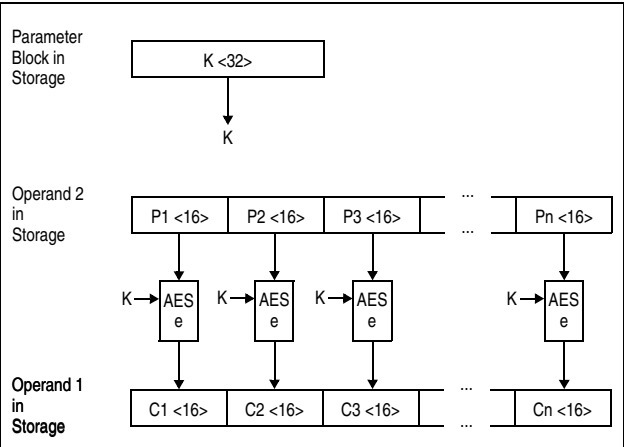 Parameter
Block in
Storage
K <32>
K
Operand 2
in
Storage
...
P1 <16> P2 <16> P3 <16> Pn <16>
...
K AES e K AES e K AES e K AES e
Operand 1
in
Storage
...
C1 <16> C2 <16> C3 <16> Cn <16>
...